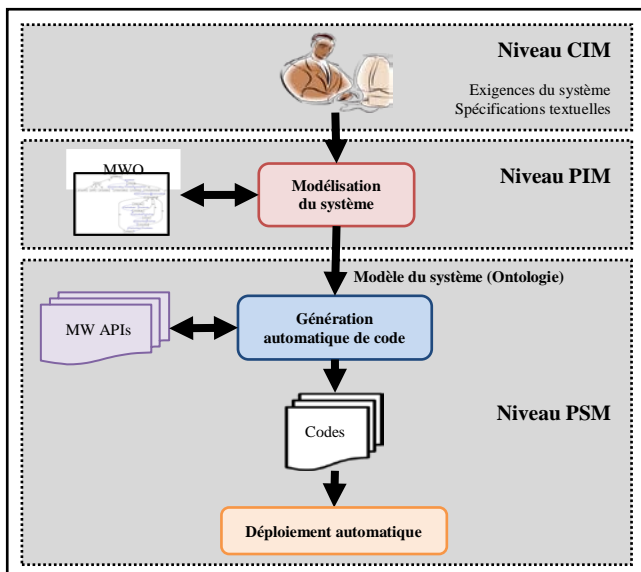 Niveau CIM
Exigences du système
Spécifications textuelles
MWO
Modélisation
du système
Niveau PIM
Modèle du système (Ontologie)
MW APIs
Génération
automatique de code
Codes
Niveau PSM
Déploiement automatique